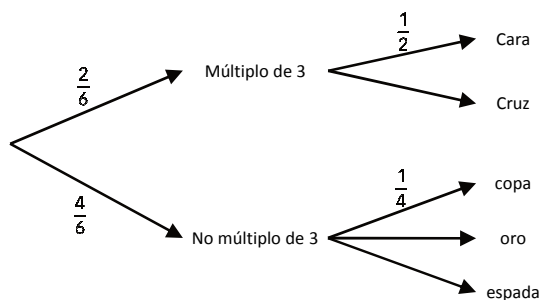 1/2
Cara
2/6
Múltiplo de 3
Cruz
1/4
copa
4/6
No múltiplo de 3
oro
espada